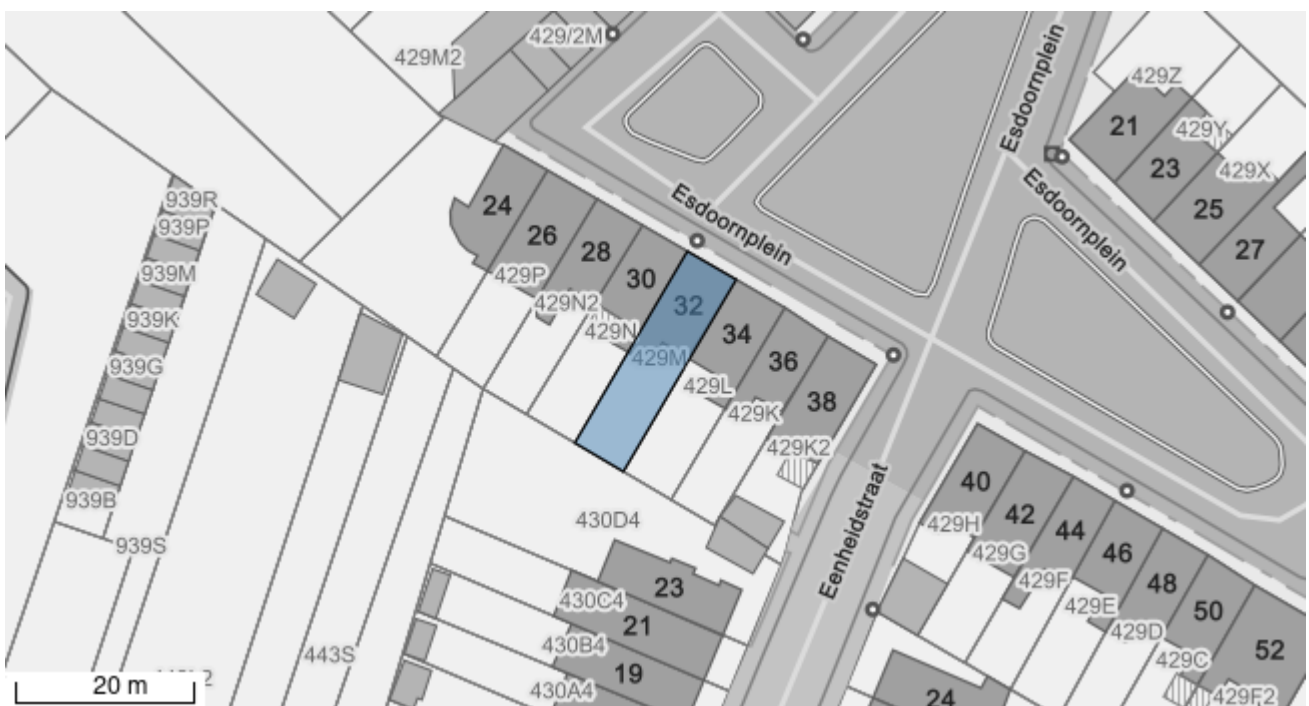 429/2M
429M2
Esdoornplein
429Z
21
429Y
23
429X
25
27
Esdoornplein
Esdoornplein
939R
939P
939M
939K
939G
939D
939B
939S
24
26
28
30
32
34
36
38
429P
429N2
429N
429M
429L
429K
429K2
40
42
44
46
48
50
52
429H
429G
429F
429E
429D
429C
429F2
Eenheidstraat
430D4
23
430C4
21
430B4
19
430A4
443S
24
20 m